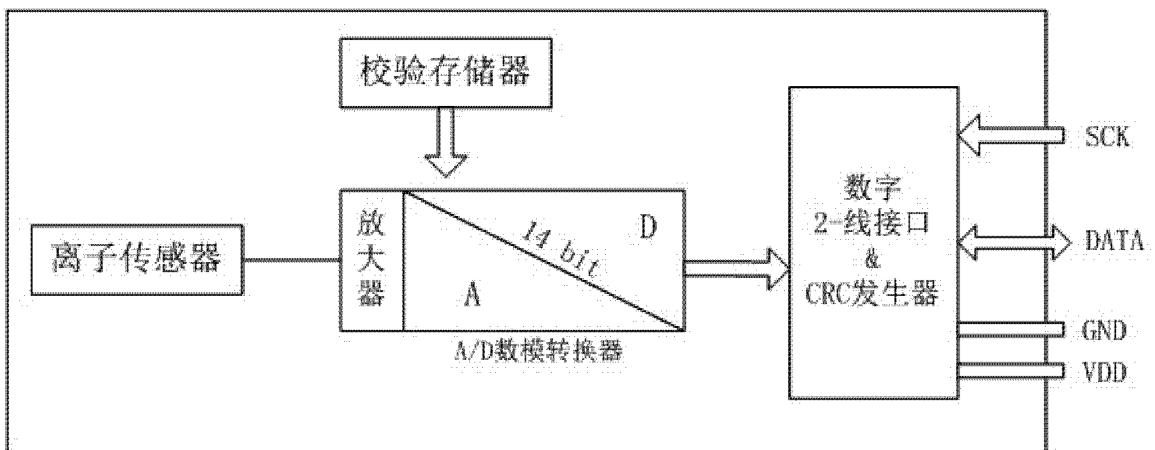 校验存储器
离子传感器
放大器
14 bit
A
D
A/D数模转换器
数字
2-线接口
&
CRC发生器
SCK
DATA
GND
VDD